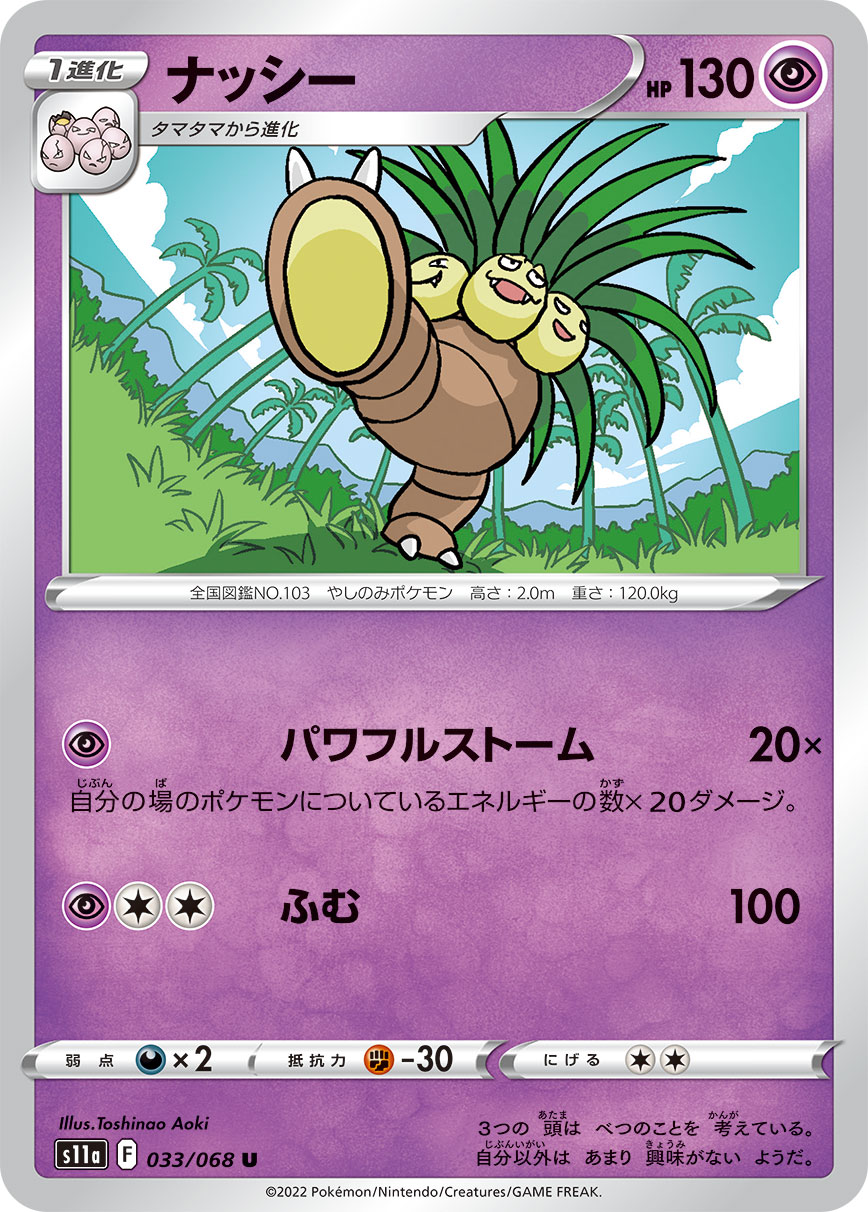 1進化
ナッシー
HP 130
タマタマから進化
全国図鑑NO.103 やしのみポケモン 高さ：2.0m 重さ：120.0kg
パワフルストーム 20×
自分の場のポケモンについているエネルギーの数×20ダメージ。
ふむ 100
弱点 ×2 抵抗力 -30 にげる
Illus.Toshinao Aoki
3つの 頭は べつのことを 考えている。
自分以外は あまり 興味がない ようだ。
s11a F 033/068 U
©2022 Pokémon/Nintendo/Creatures/GAME FREAK.